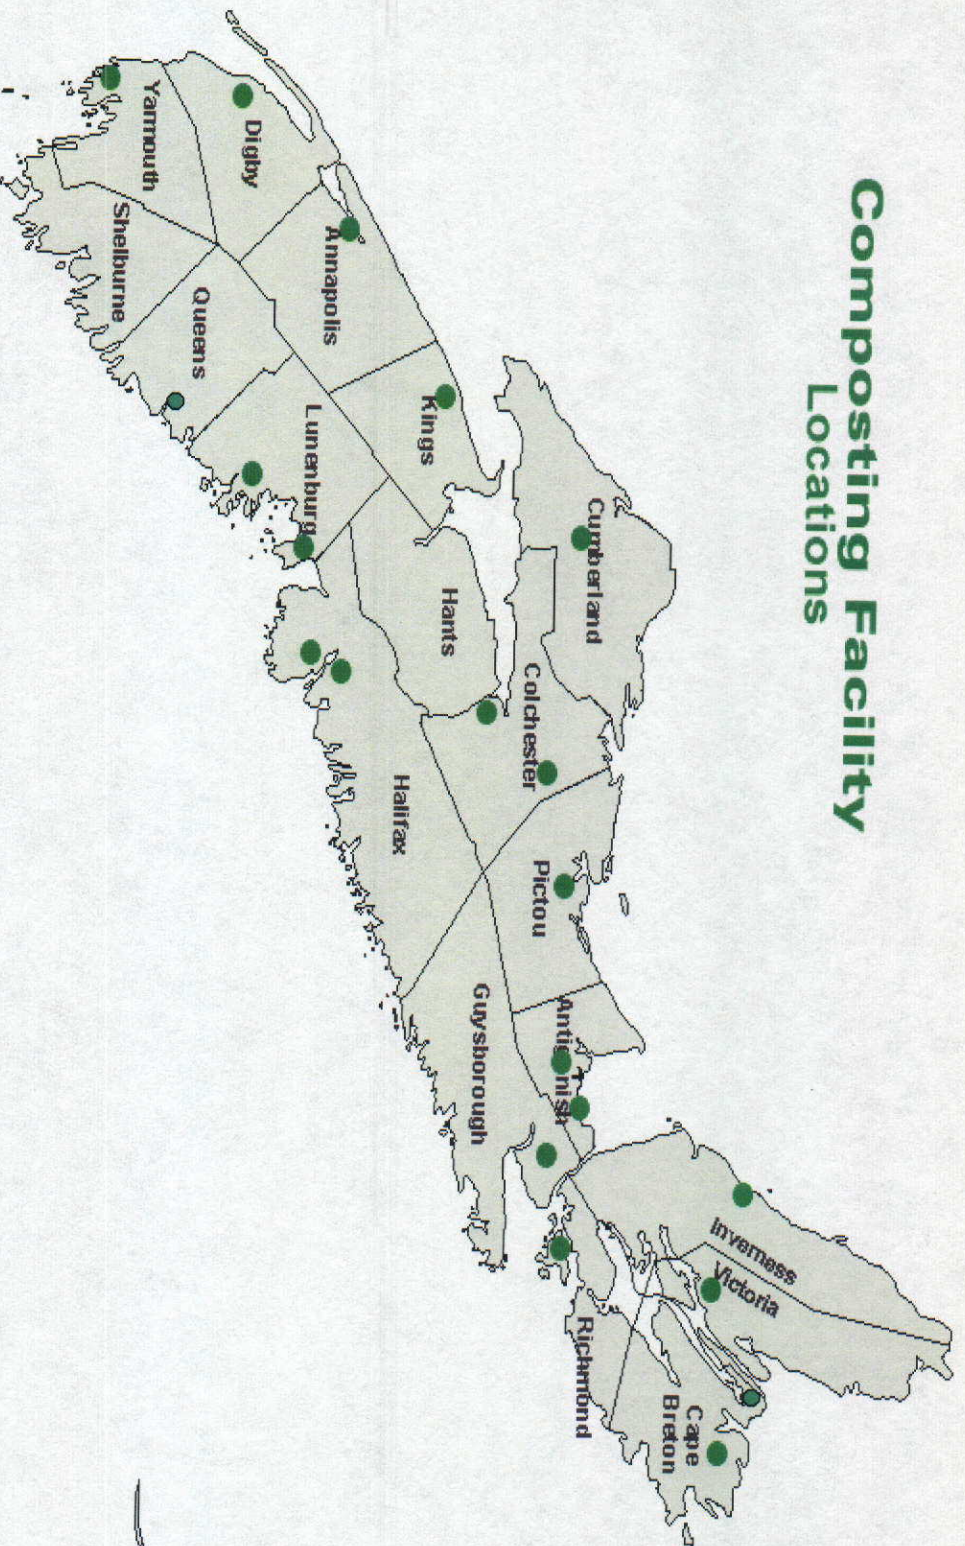 Composting Facility
Locations
Inverness
Victoria
Cape
Breton
Cumberland
Richmond
Colchester
Pictou
Antigonish
Kings
Hants
Guysborough
Digby
Annapolis
Halifax
Lunenburg
Yarmouth
Queens
Shelburne